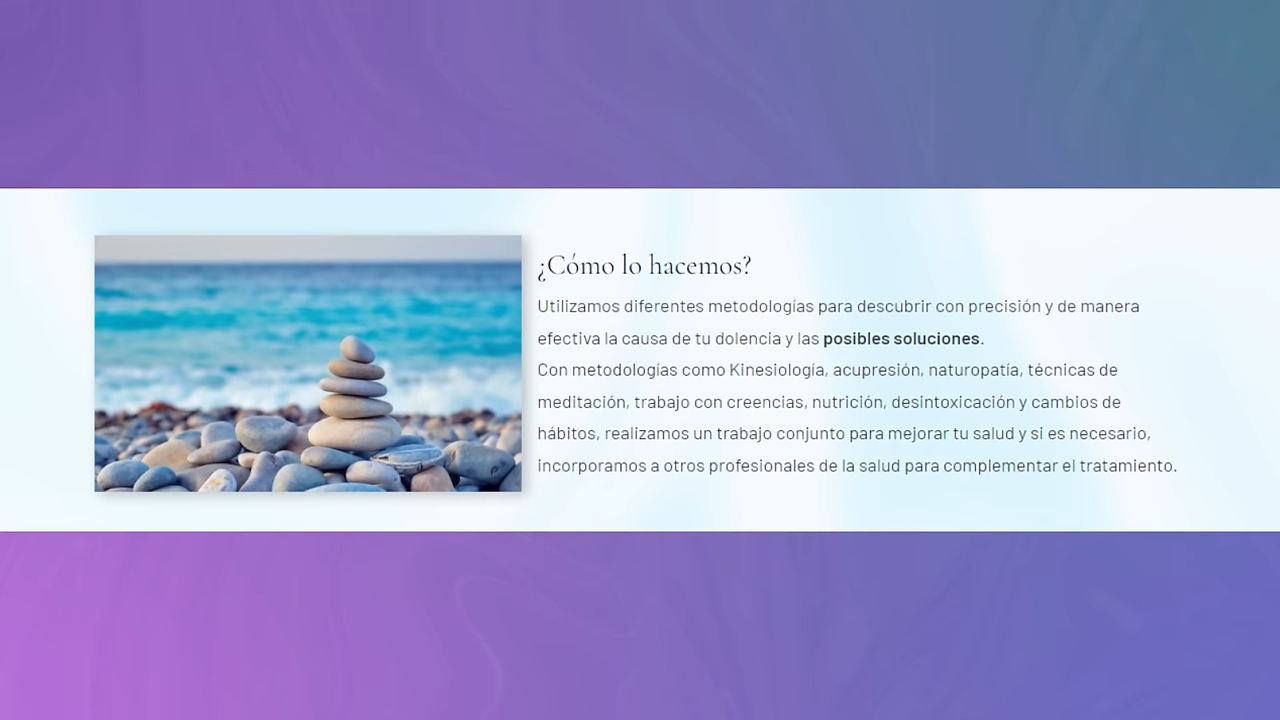 ¿Cómo lo hacemos?
Utilizamos diferentes metodologías para descubrir con precisión y de manera
efectiva la causa de tu dolencia y las posibles soluciones.
Con metodologías como Kinesiología, acupresión, naturopatía, técnicas de
meditación, trabajo con creencias, nutrición, desintoxicación y cambios de
hábitos, realizamos un trabajo conjunto para mejorar tu salud y si es necesario,
incorporamos a otros profesionales de la salud para complementar el tratamiento.